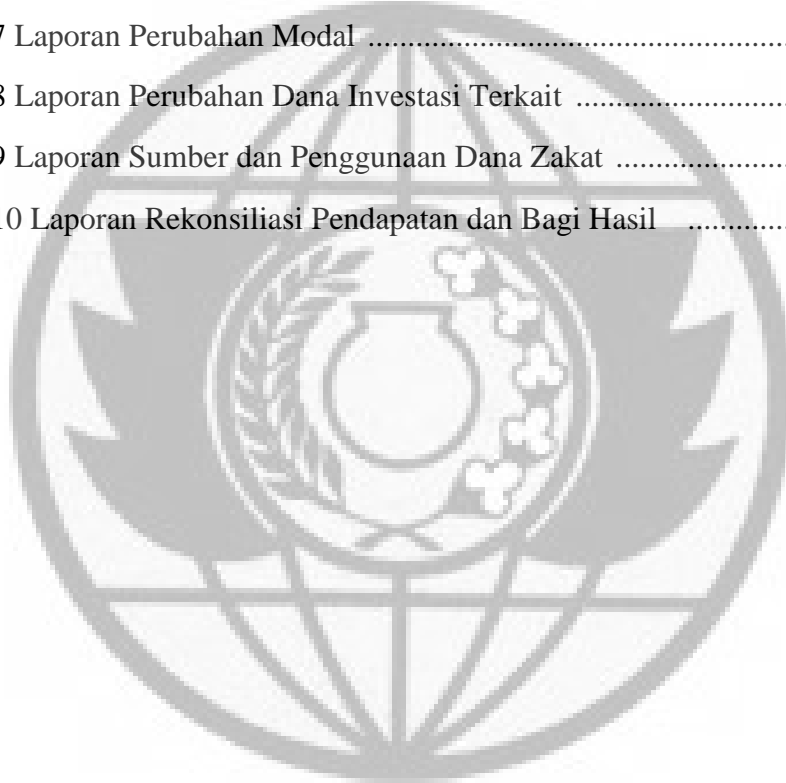 7 Laporan Perubahan Modal ................................................
8 Laporan Perubahan Dana Investasi Terkait ........................
9 Laporan Sumber dan Penggunaan Dana Zakat ...................
10 Laporan Rekonsiliasi Pendapatan dan Bagi Hasil ............